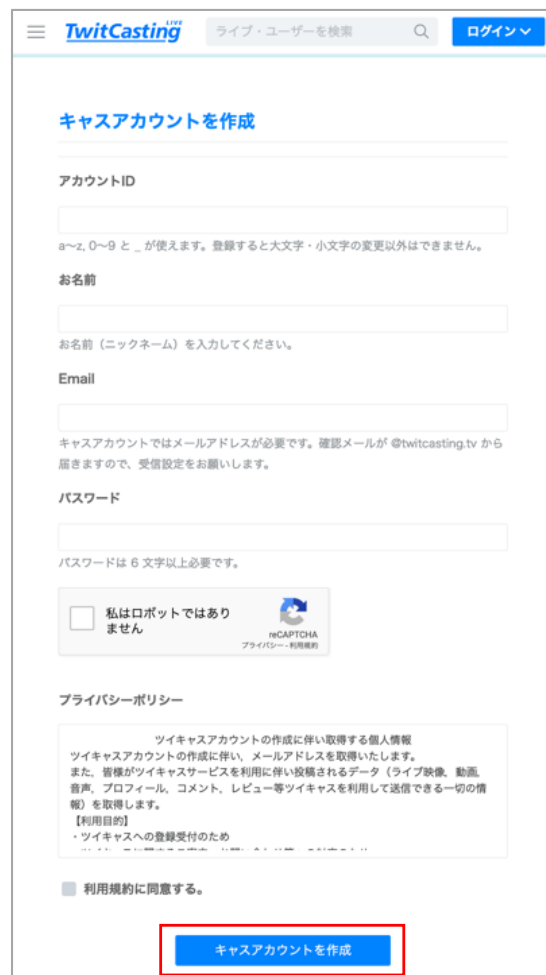 TwitCasting LIVE
ライブ・ユーザーを検索
ログイン
キャスアカウントを作成
アカウントID
a〜z, 0〜9 と _ が使えます。登録すると大文字・小文字の変更以外はできません。
お名前
お名前（ニックネーム）を入力してください。
Email
キャスアカウントではメールアドレスが必要です。確認メールが @twitcasting.tv から
届きますので、受信設定をお願いします。
パスワード
パスワードは 6 文字以上必要です。
私はロボットではあり
ません
reCAPTCHA
プライバシー - 利用規約
プライバシーポリシー
ツイキャスアカウントの作成に伴い取得する個人情報
ツイキャスアカウントの作成に伴い，メールアドレスを取得いたします。
また，皆様がツイキャスサービスを利用に伴い投稿されるデータ（ライブ映像，動画，
音声，プロフィール，コメント，レビュー等ツイキャスを利用して送信できる一切の情
報）を取得します。
【利用目的】
・ツイキャスへの登録受付のため
利用規約に同意する。
キャスアカウントを作成